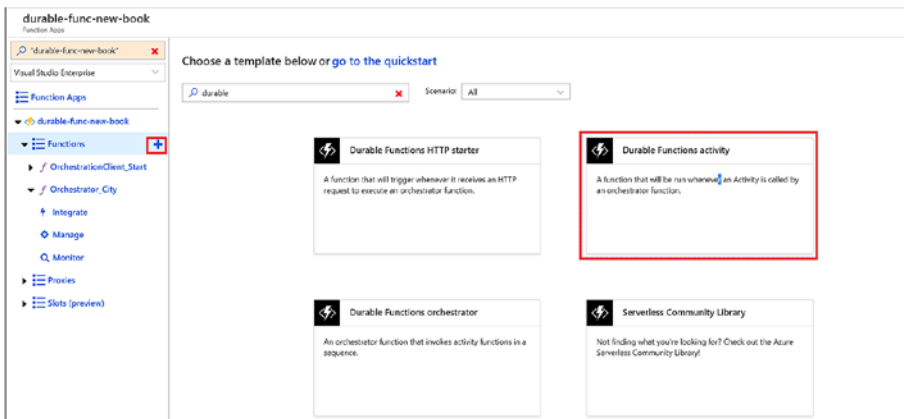 durable-func-new-book
Function Apps
"durable-func-new-book"
Visual Studio Enterprise
Function Apps
durable-func-new-book
Functions
OrchestrationClient_Start
Orchestrator_City
Integrate
Manage
Monitor
Proxies
Slots (preview)
Choose a template below or go to the quickstart
durable
Scenario: All
Durable Functions HTTP starter
A function that will trigger whenever it receives an HTTP
request to execute an orchestrator function.
Durable Functions activity
A function that will be run whenever an Activity is called by
an orchestrator function.
Durable Functions orchestrator
An orchestrator function that invokes activity functions in a
sequence.
Serverless Community Library
Not finding what you're looking for? Check out the Azure
Serverless Community Library!